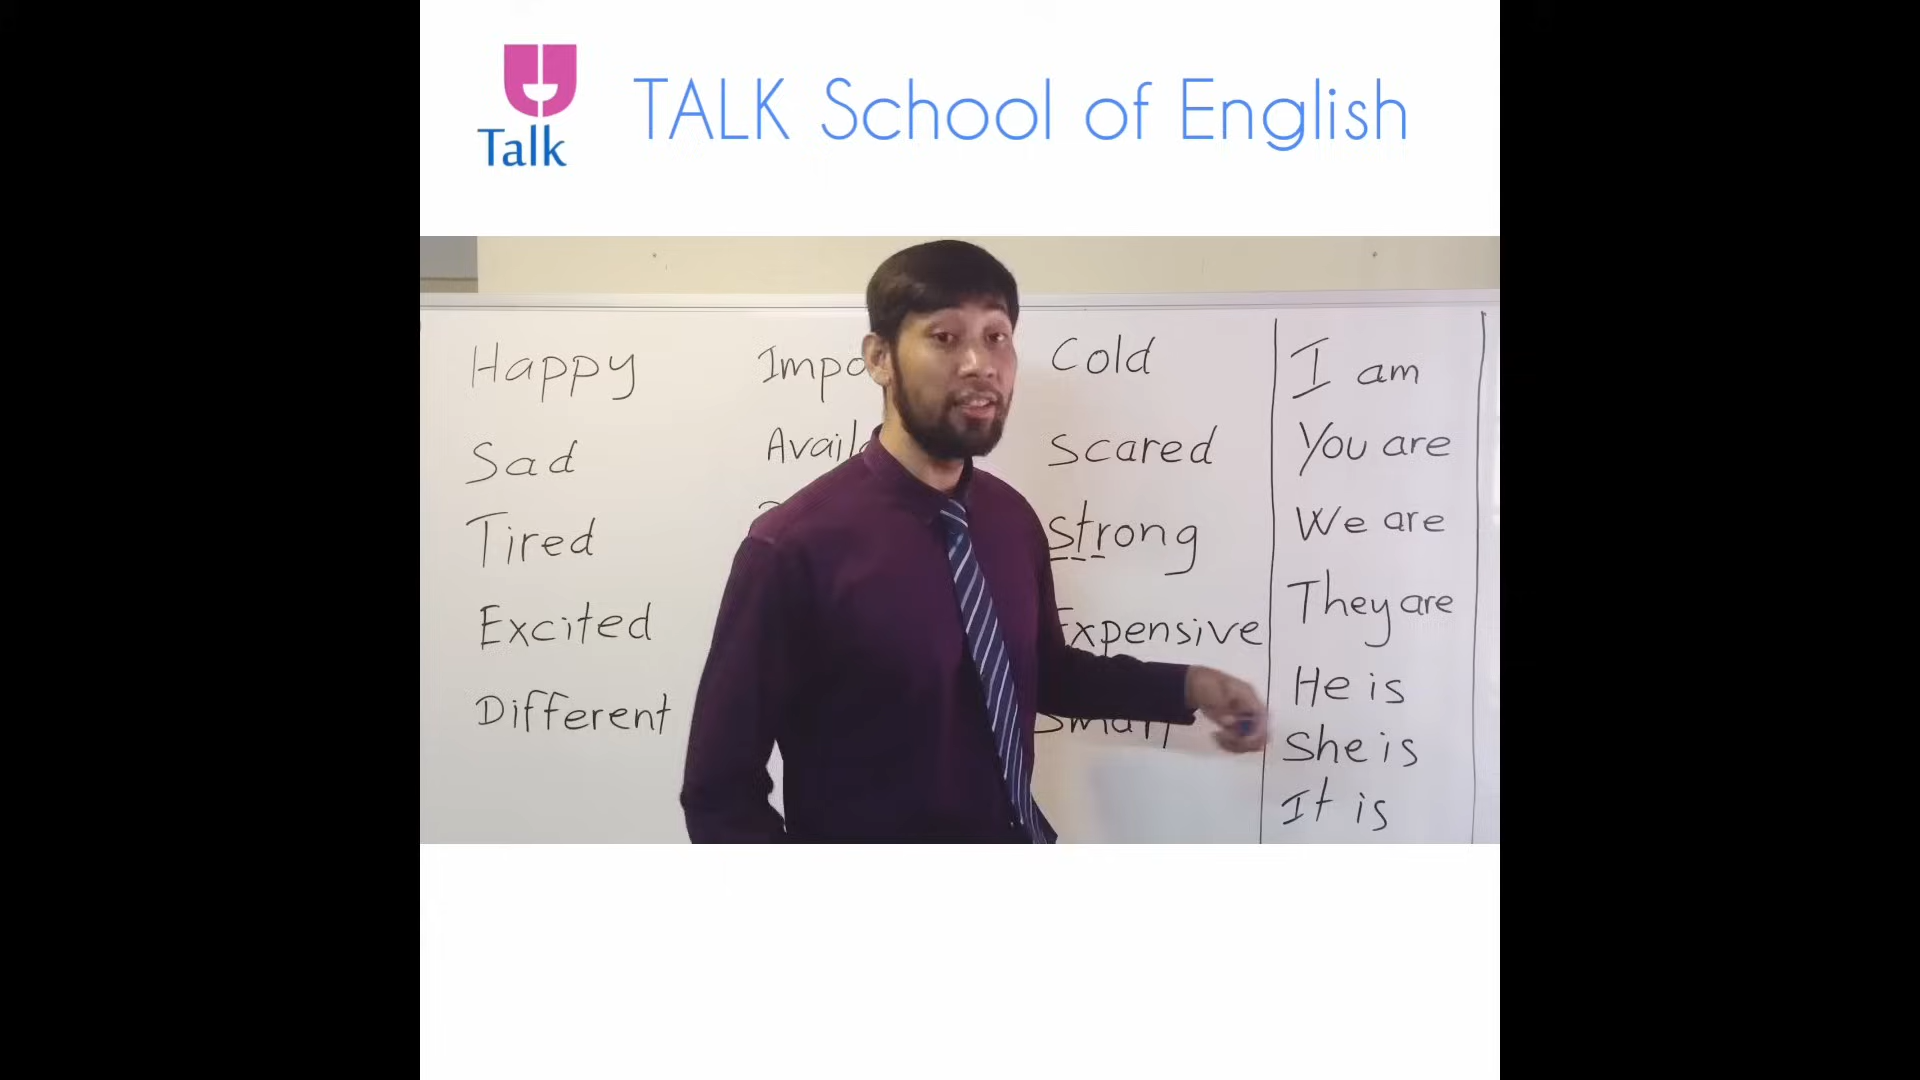 Talk
TALK School of English
Happy
Sad
Tired
Excited
Different
Cold
Scared
Strong
Expensive
I am
You are
We are
They are
He is
She is
It is